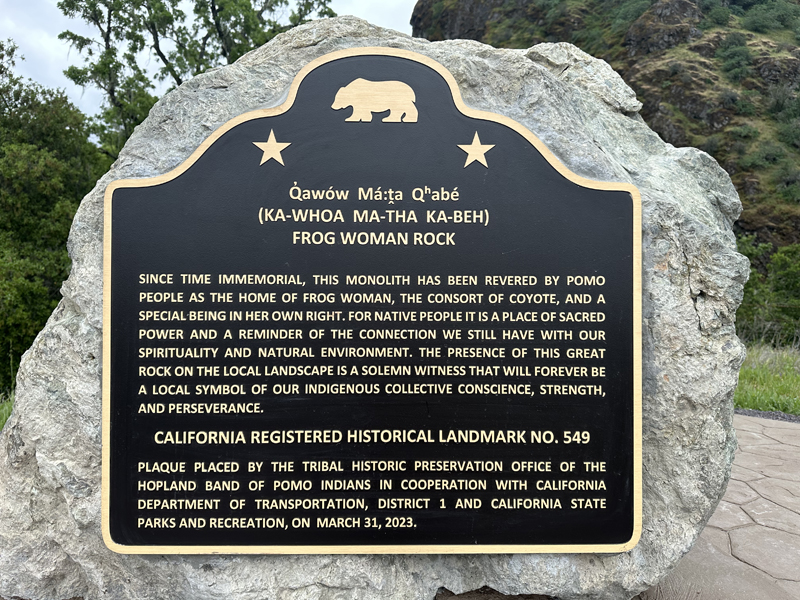 Q̓awów Má:ṱa Qʰabé
(KA-WHOA MA-THA KA-BEH)
FROG WOMAN ROCK
SINCE TIME IMMEMORIAL, THIS MONOLITH HAS BEEN REVERED BY POMO
PEOPLE AS THE HOME OF FROG WOMAN, THE CONSORT OF COYOTE, AND A
SPECIAL BEING IN HER OWN RIGHT. FOR NATIVE PEOPLE IT IS A PLACE OF SACRED
POWER AND A REMINDER OF THE CONNECTION WE STILL HAVE WITH OUR
SPIRITUALITY AND NATURAL ENVIRONMENT. THE PRESENCE OF THIS GREAT
ROCK ON THE LOCAL LANDSCAPE IS A SOLEMN WITNESS THAT WILL FOREVER BE
A LOCAL SYMBOL OF OUR INDIGENOUS COLLECTIVE CONSCIENCE, STRENGTH,
AND PERSEVERANCE.
CALIFORNIA REGISTERED HISTORICAL LANDMARK NO. 549
PLAQUE PLACED BY THE TRIBAL HISTORIC PRESERVATION OFFICE OF THE
HOPLAND BAND OF POMO INDIANS IN COOPERATION WITH CALIFORNIA
DEPARTMENT OF TRANSPORTATION, DISTRICT 1 AND CALIFORNIA STATE
PARKS AND RECREATION, ON MARCH 31, 2023.